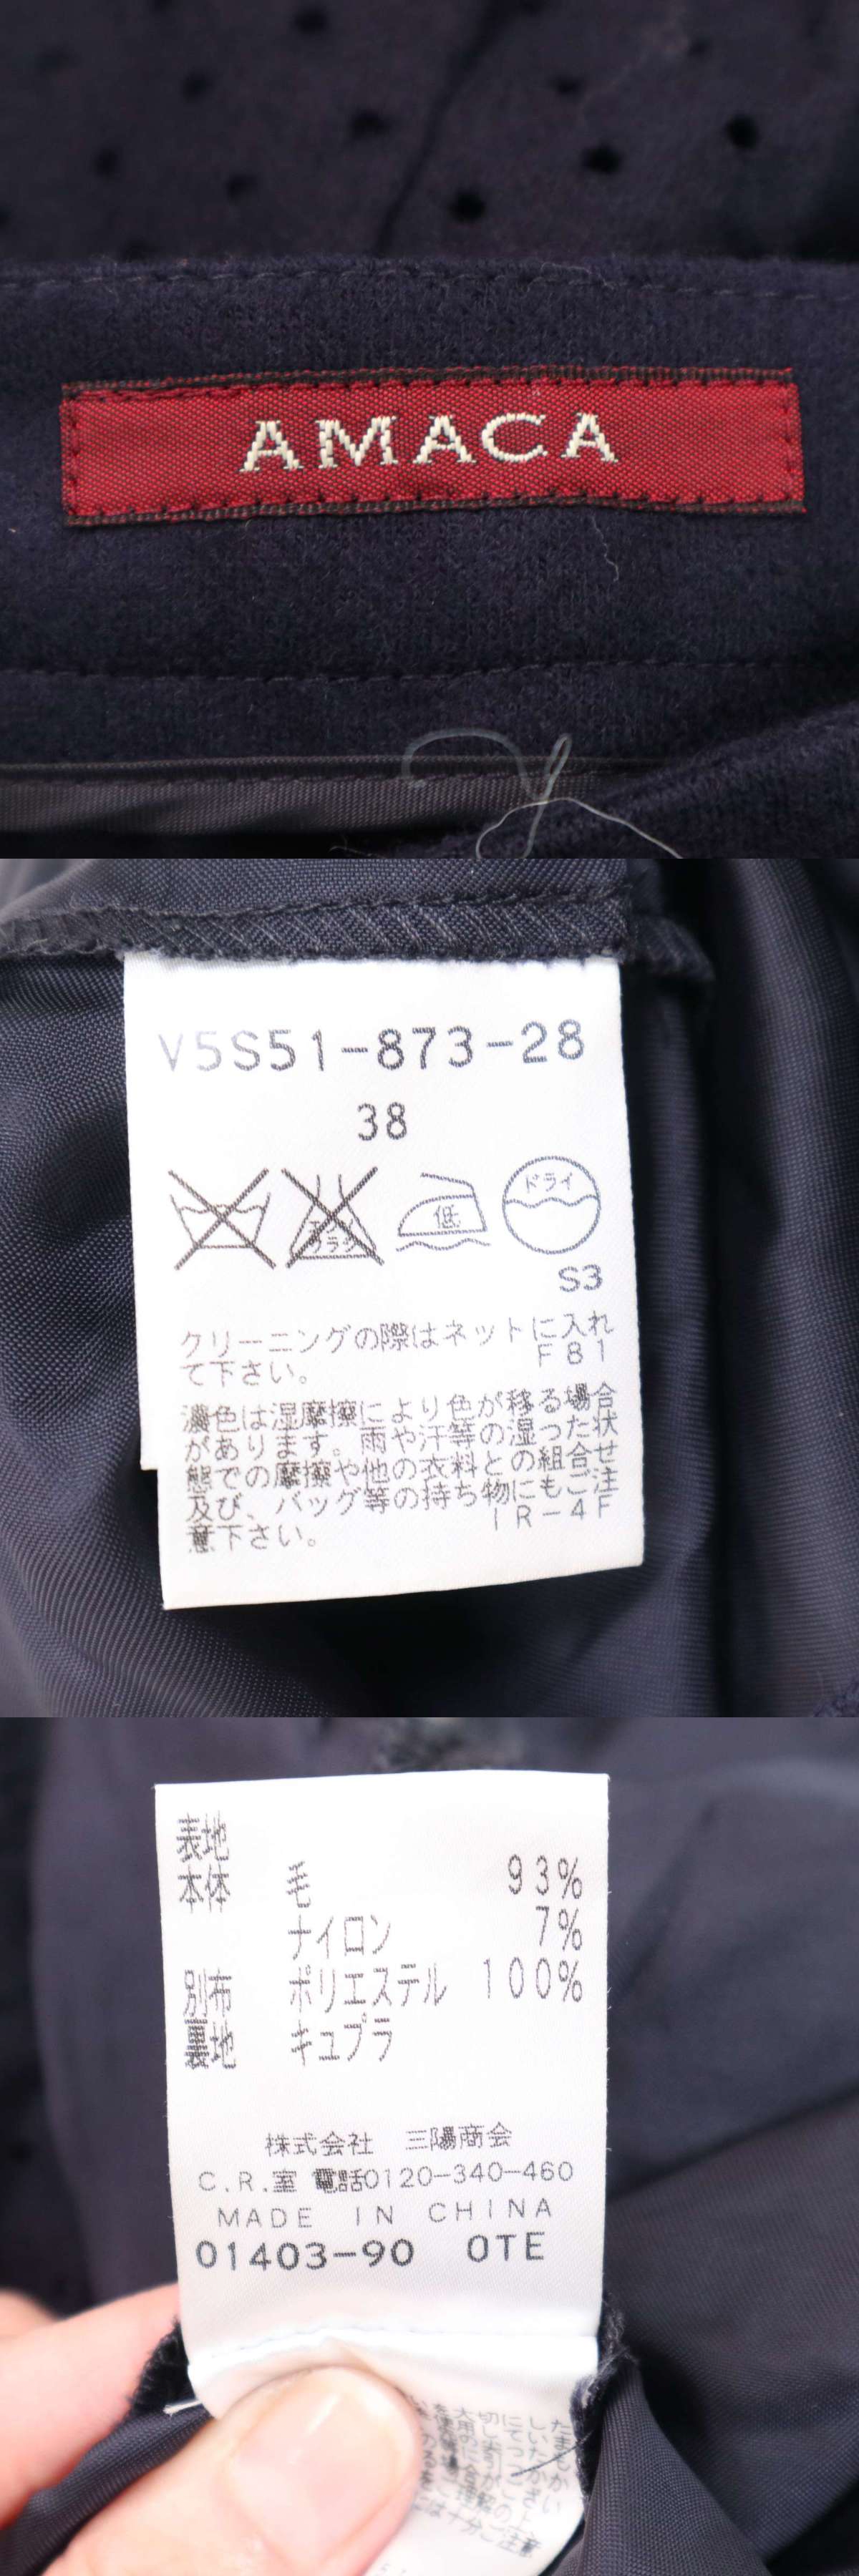 AMACA
V5S51-873-28
38
エンソ
サラシ
低
ドライ
S3
クリーニングの際はネットに入れ
て下さい。 F81
濃色は湿摩擦により色が移る場合
があります。雨や汗等の湿った状
態での摩擦や他の衣料との組合せ
及び、バッグ等の持ち物にもご注
意下さい。 IR-4F
表地
本体 毛 93%
ナイロン 7%
別布 ポリエステル 100%
裏地 キュプラ
株式会社 三陽商会
C.R.室 電話0120-340-460
MADE IN CHINA
01403-90 OTE